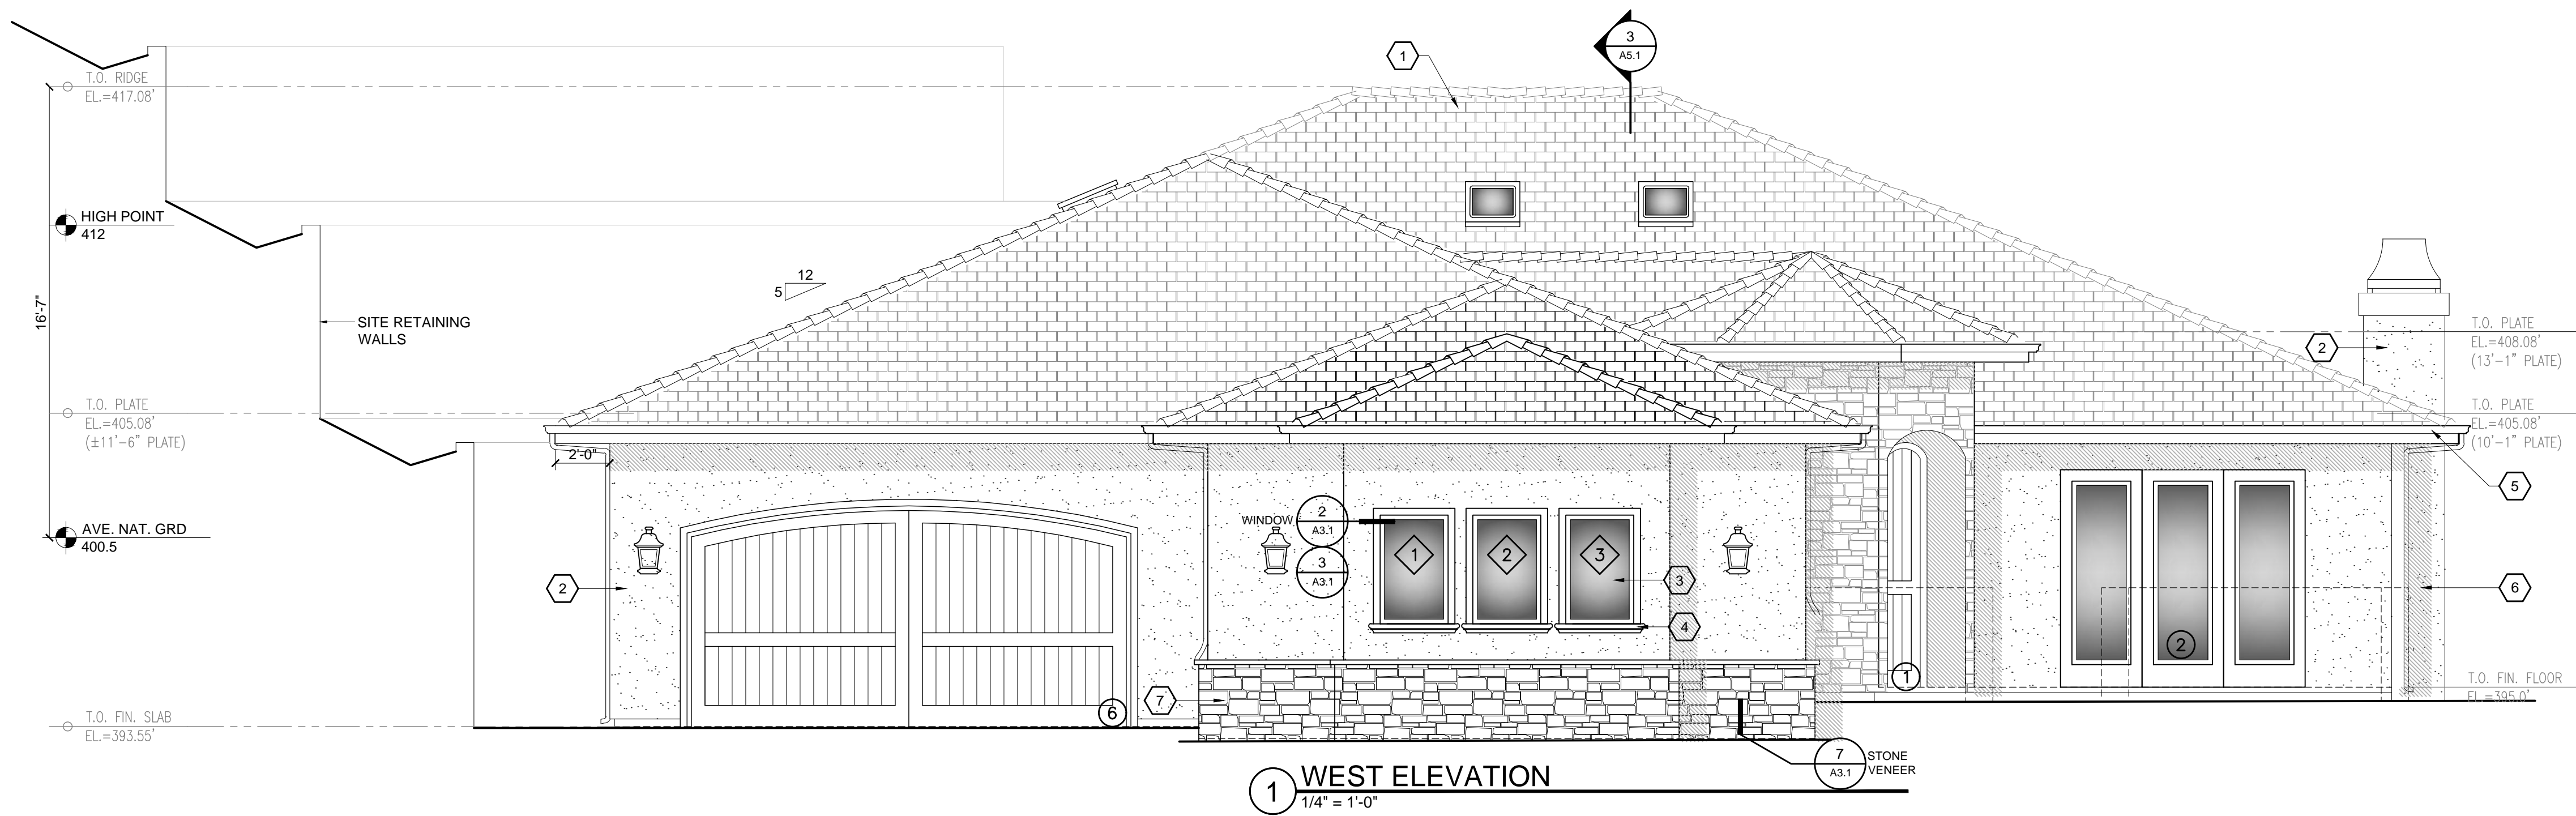 3
A5.1
1
T.O. RIDGE
EL.=417.08'
HIGH POINT
412
12
5
16'-7"
SITE RETAINING
WALLS
T.O. PLATE
EL.=408.08'
(13'-1" PLATE)
2
T.O. PLATE
EL.=405.08'
(±11'-6" PLATE)
T.O. PLATE
EL.=405.08'
(10'-1" PLATE)
2'-0"
5
AVE. NAT. GRD
400.5
WINDOW
2
A3.1
3
A3.1
1
2
3
2
3
6
4
2
1
7
6
T.O. FIN. FLOOR
EL.=395.0'
T.O. FIN. SLAB
EL.=393.55'
7
A3.1
STONE
VENEER
1
WEST ELEVATION
1/4" = 1'-0"